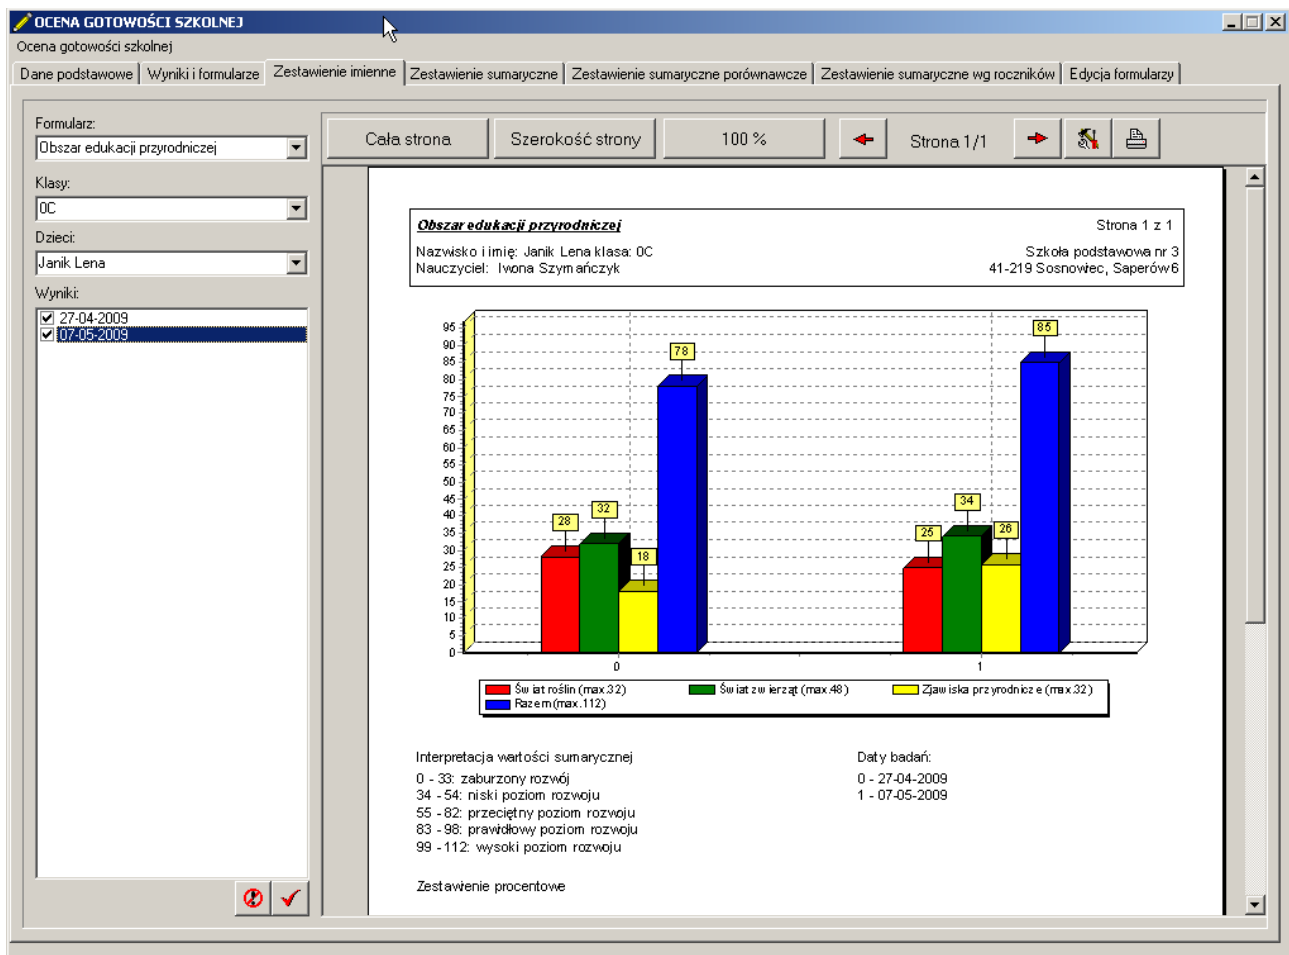 OCENA GOTOWOŚCI SZKOLNEJ
Ocena gotowości szkolnej
Dane podstawowe Wyniki i formularze Zestawienie imienne Zestawienie sumaryczne Zestawienie sumaryczne porównawcze Zestawienie sumaryczne wg roczników Edycja formularzy
Formularz:
Obszar edukacji przyrodniczej
Klasy:
0C
Dzieci:
Janik Lena
Wyniki:
27-04-2009
07-05-2009
Cała strona Szerokość strony 100 % Strona 1/1
Obszar edukacji przyrodniczej Strona 1 z 1
Nazwisko i imię: Janik Lena klasa: 0C Szkoła podstawowa nr 3
Nauczyciel: Iwona Szymańczyk 41-219 Sosnowiec, Saperów 6
95
90
85
80
75
70
65
60
55
50
45
40
35
30
25
20
15
10
5
0
28 32 18 78
25 34 26 85
0 1
Świat roślin (max.32) Świat zwierząt (max.48) Zjawiska przyrodnicze (max.32)
Razem (max.112)
Interpretacja wartości sumarycznej Daty badań:
0 - 33: zaburzony rozwój 0 - 27-04-2009
34 - 54: niski poziom rozwoju 1 - 07-05-2009
55 - 82: przeciętny poziom rozwoju
83 - 98: prawidłowy poziom rozwoju
99 - 112: wysoki poziom rozwoju
Zestawienie procentowe